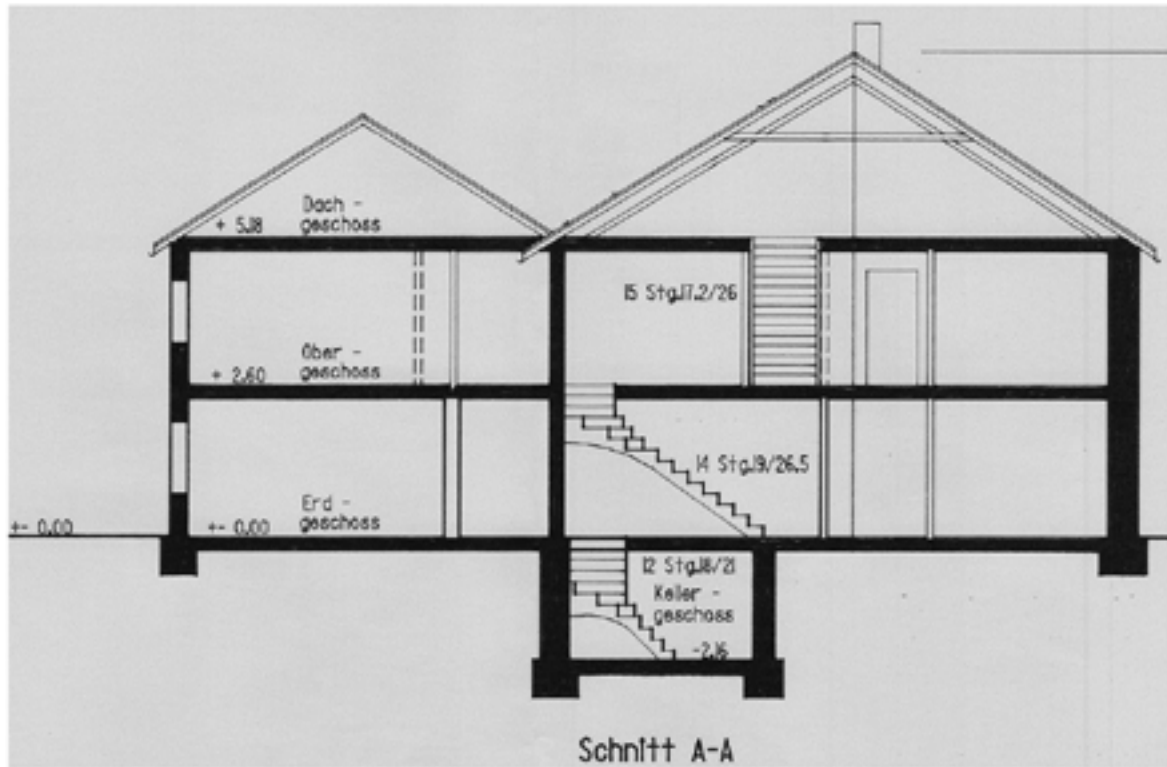 Dach -
+ 5.18 geschoss
15 Stg.17.2/26
Ober -
+ 2.60 geschoss
14 Stg.19/26.5
Erd -
+- 0.00 +- 0.00 geschoss
12 Stg.18/21
Keller -
geschoss
-2.16
Schnitt A-A